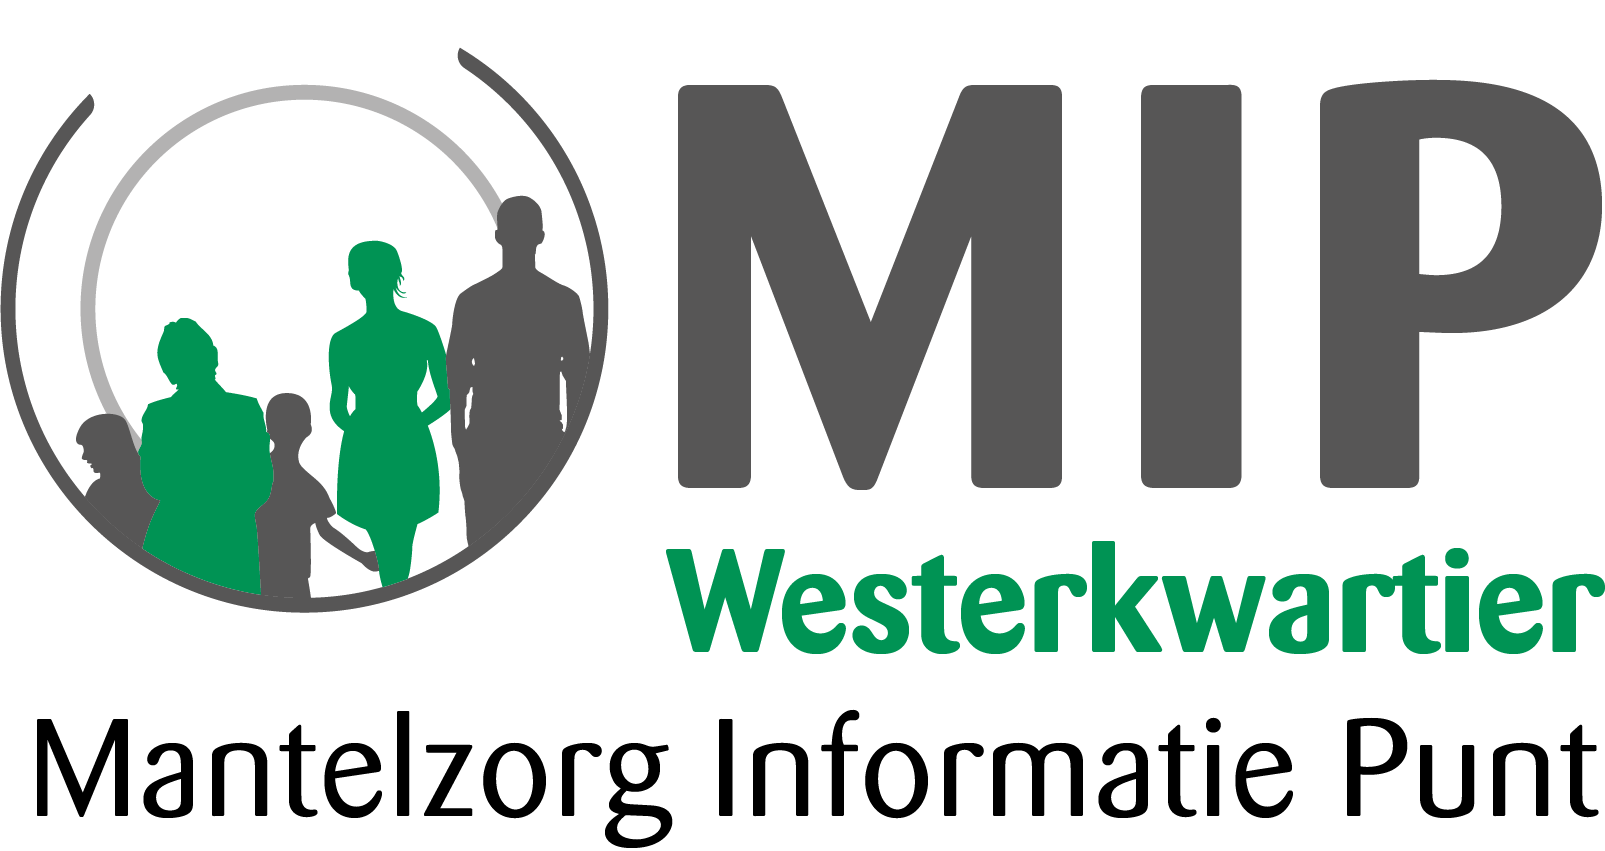 MIP
Westerkwartier
Mantelzorg Informatie Punt